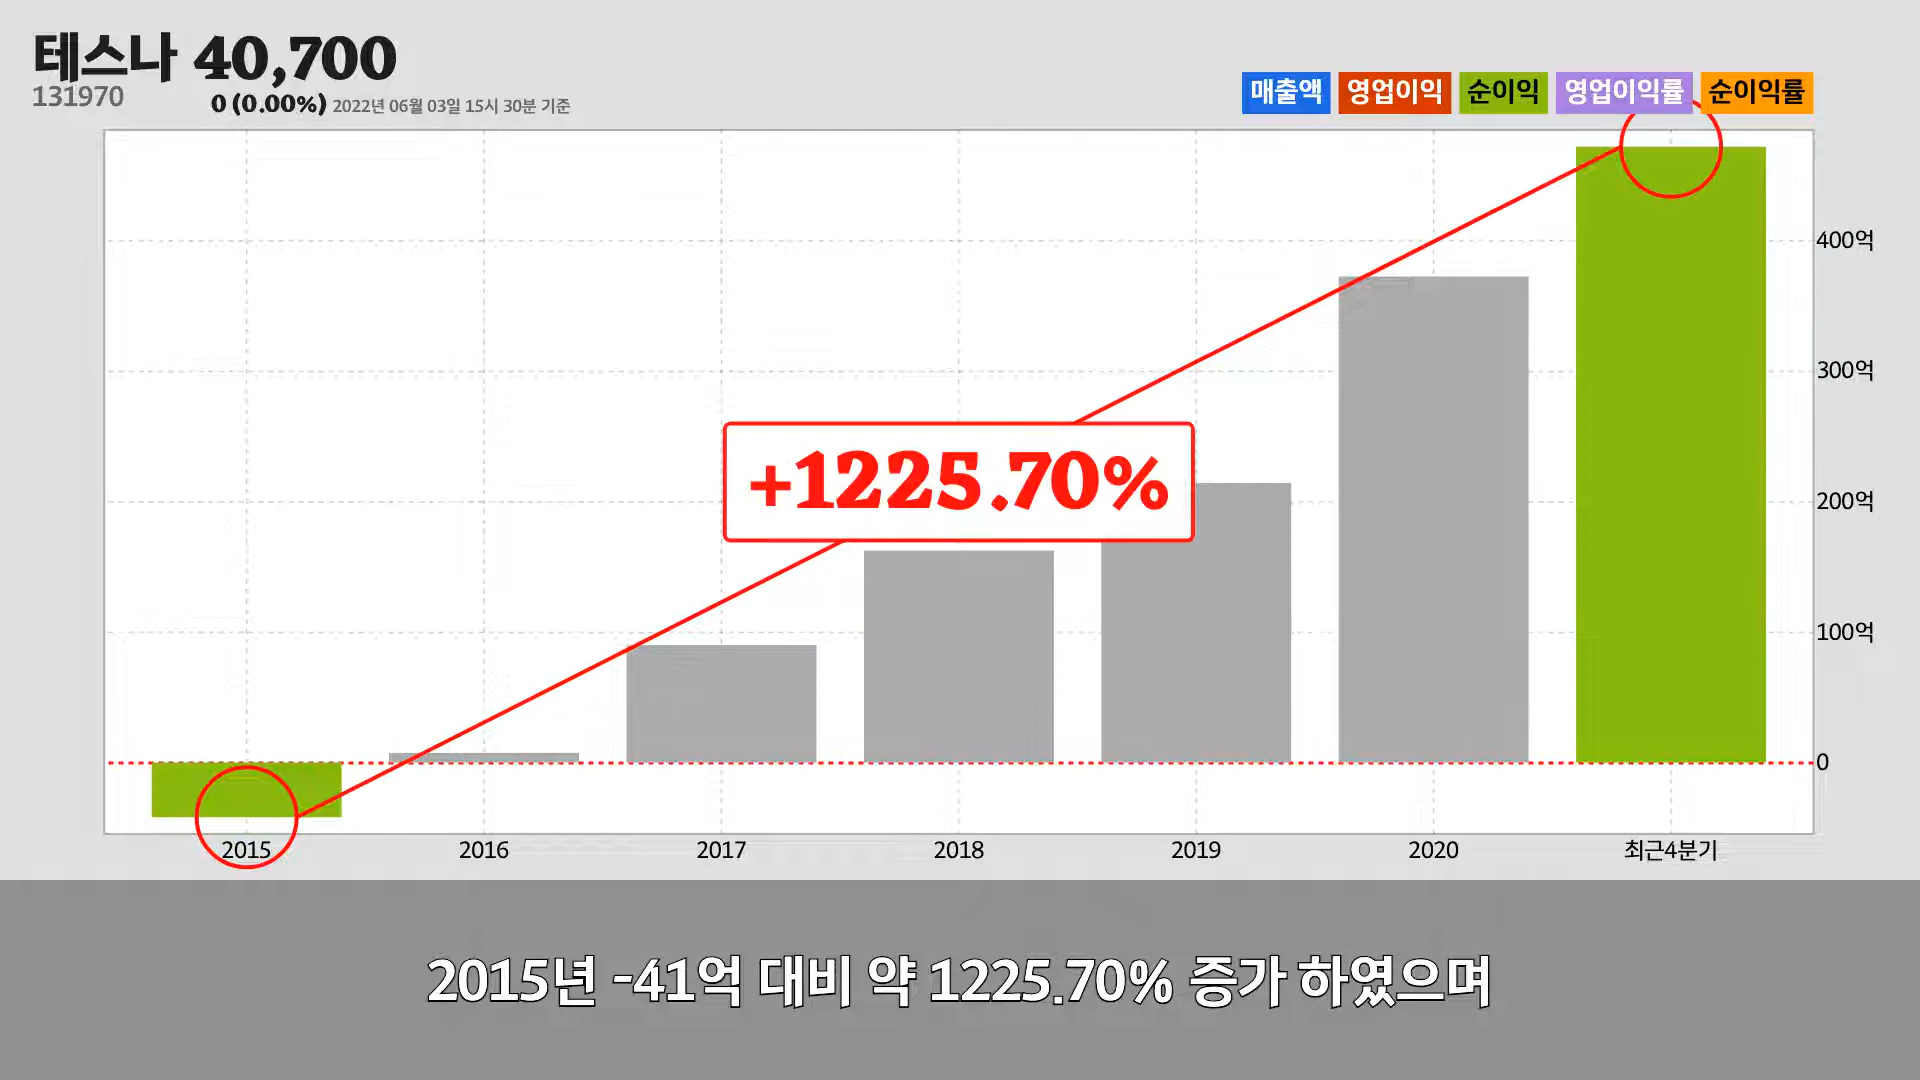 테스나 40,700
131970
0 (0.00%) 2022년 06월 03일 15시 30분 기준
매출액 영업이익 순이익 영업이익률 순이익률
400억
300억
+1225.70%
200억
100억
0
2015 2016 2017 2018 2019 2020 최근4분기
2015년 -41억 대비 약 1225.70% 증가 하였으며